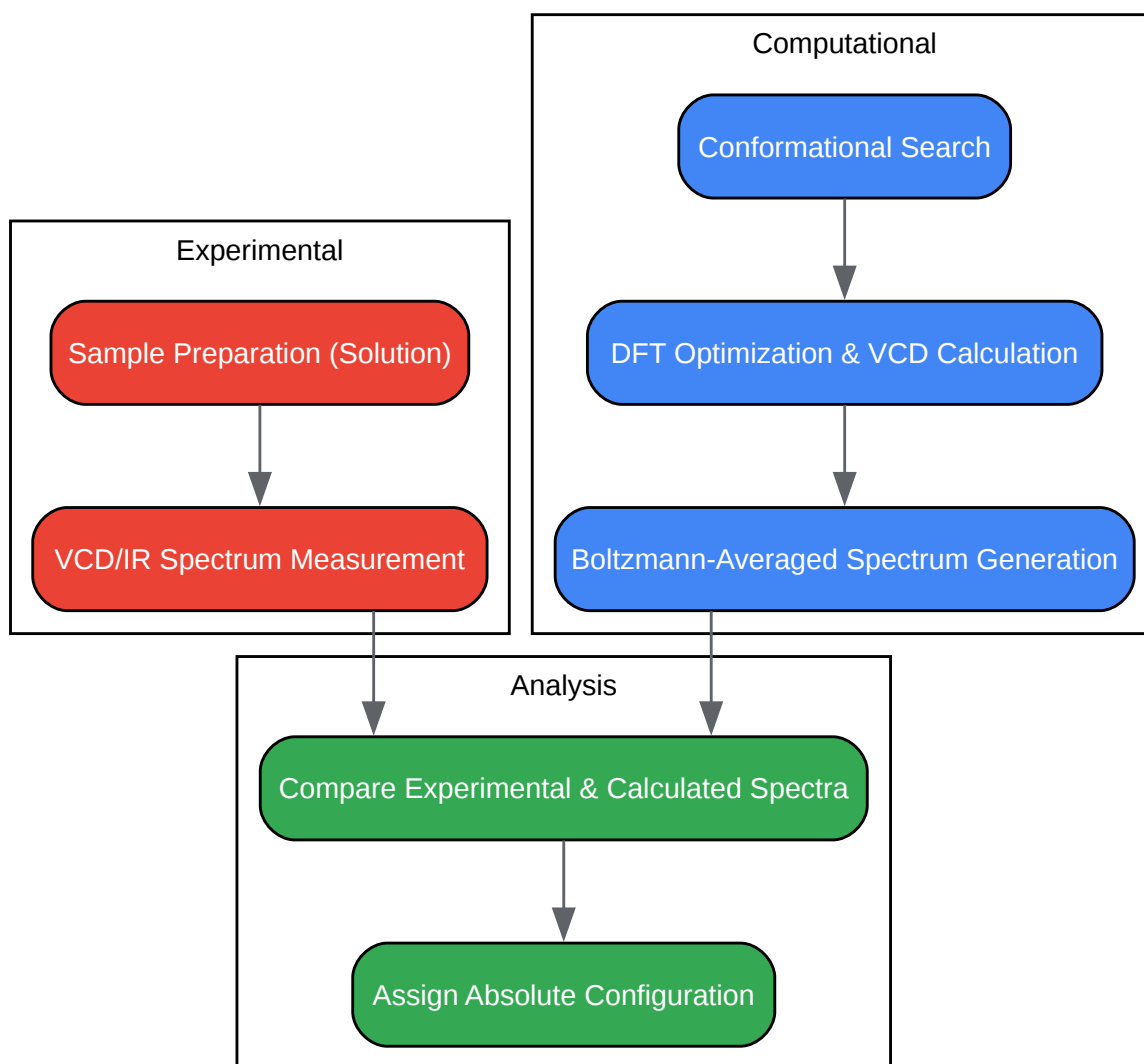 Computational
Conformational Search
Experimental
Sample Preparation (Solution)
DFT Optimization & VCD Calculation
VCD/IR Spectrum Measurement
Boltzmann-Averaged Spectrum Generation
Analysis
Compare Experimental & Calculated Spectra
Assign Absolute Configuration